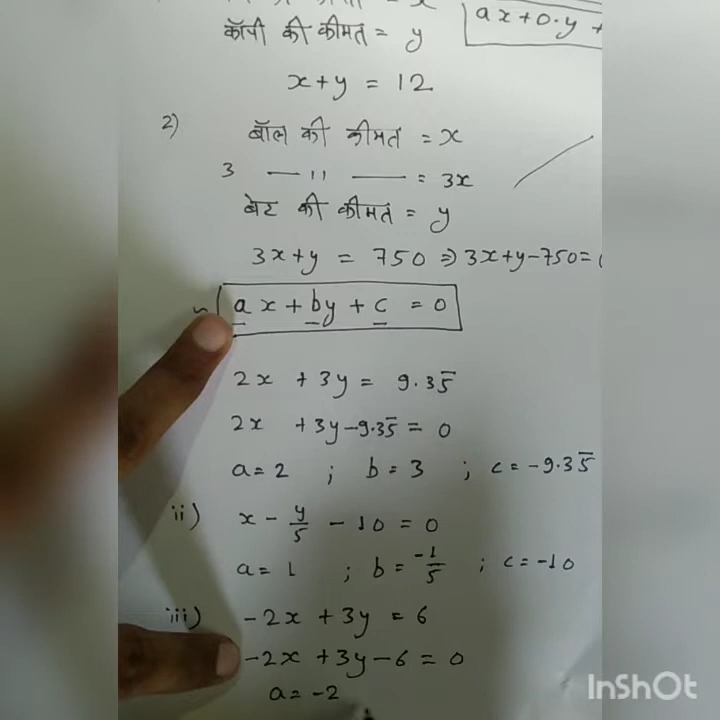 कॉपी की कीमत = y
ax+0·y +
x+y = 12
2) बॉल की कीमत = x
3 — ,, — = 3x
बेट की कीमत = y
3x+y = 750 ⇒ 3x+y-750=
ax + by + c = 0
2x + 3y = 9.35̅
2x + 3y-9.35̅ = 0
a = 2 ; b = 3 ; c = -9.35̅
ii) x - y/5 - 10 = 0
a = 1 ; b = -1/5 ; c = -10
iii) -2x + 3y = 6
-2x + 3y - 6 = 0
a = -2
InShOt